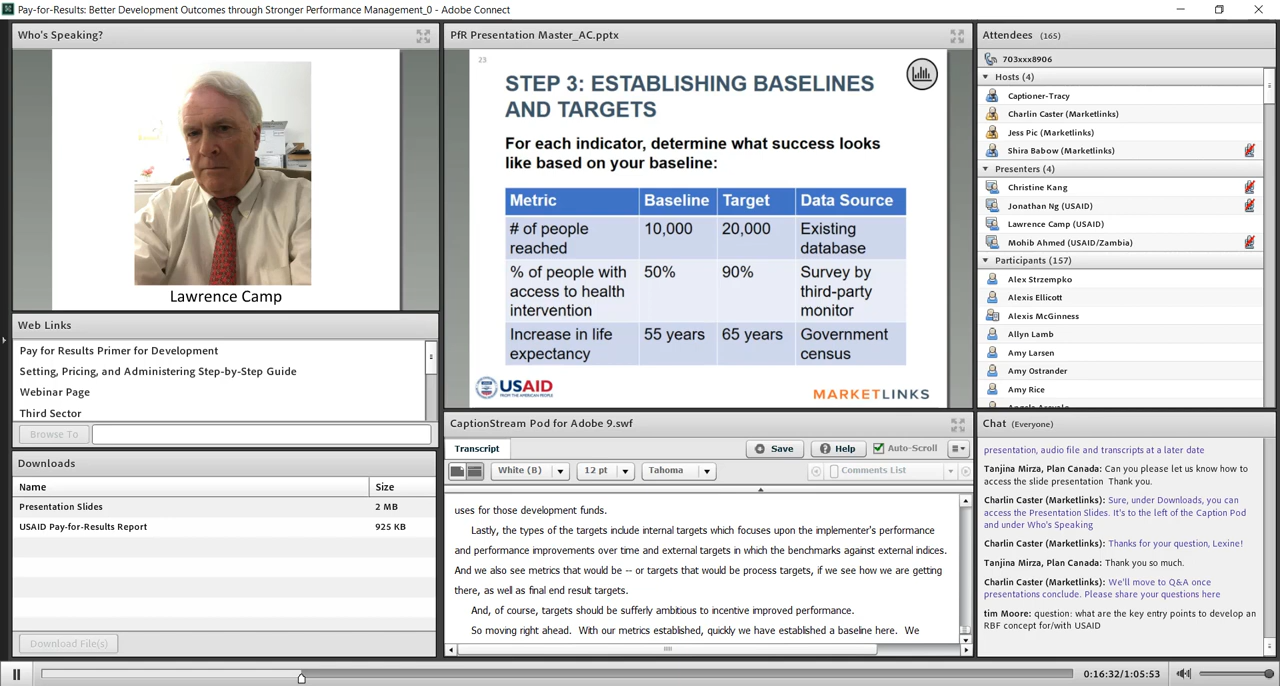 Pay-for-Results: Better Development Outcomes through Stronger Performance Management_0 - Adobe Connect
Who's Speaking?
Lawrence Camp
Web Links
Pay for Results Primer for Development
Setting, Pricing, and Administering Step-by-Step Guide
Webinar Page
Third Sector
Browse To
Downloads
Name Size
Presentation Slides 2 MB
USAID Pay-for-Results Report 925 KB
Download File(s)
PfR Presentation Master_AC.pptx
23
STEP 3: ESTABLISHING BASELINES
AND TARGETS
For each indicator, determine what success looks
like based on your baseline:
Metric Baseline Target Data Source
# of people reached 10,000 20,000 Existing database
% of people with access to health intervention 50% 90% Survey by third-party monitor
Increase in life expectancy 55 years 65 years Government census
USAID
FROM THE AMERICAN PEOPLE
MARKETLINKS
CaptionStream Pod for Adobe 9.swf
Transcript Save Help Auto-Scroll
White (B) 12 pt Tahoma Comments List
uses for those development funds.
Lastly, the types of the targets include internal targets which focuses upon the implementer's performance
and performance improvements over time and external targets in which the benchmarks against external indices.
And we also see metrics that would be -- or targets that would be process targets, if we see how we are getting
there, as well as final end result targets.
And, of course, targets should be sufferly ambitious to incentive improved performance.
So moving right ahead. With our metrics established, quickly we have established a baseline here. We
Attendees (165)
703xxx8906
Hosts (4)
Captioner-Tracy
Charlin Caster (Marketlinks)
Jess Pic (Marketlinks)
Shira Babow (Marketlinks)
Presenters (4)
Christine Kang
Jonathan Ng (USAID)
Lawrence Camp (USAID)
Mohib Ahmed (USAID/Zambia)
Participants (157)
Alex Strzempko
Alexis Ellicott
Alexis McGinness
Allyn Lamb
Amy Larsen
Amy Ostrander
Amy Rice
Chat (Everyone)
presentation, audio file and transcripts at a later date
Tanjina Mirza, Plan Canada: Can you please let us know how to
access the slide presentation Thank you.
Charlin Caster (Marketlinks): Sure, under Downloads, you can
access the Presentation Slides. It's to the left of the Caption Pod
and under Who's Speaking
Charlin Caster (Marketlinks): Thanks for your question, Lexine!
Tanjina Mirza, Plan Canada: Thank you so much.
Charlin Caster (Marketlinks): We'll move to Q&A once
presentations conclude. Please share your questions here
tim Moore: question: what are the key entry points to develop an
RBF concept for/with USAID
0:16:32/1:05:53